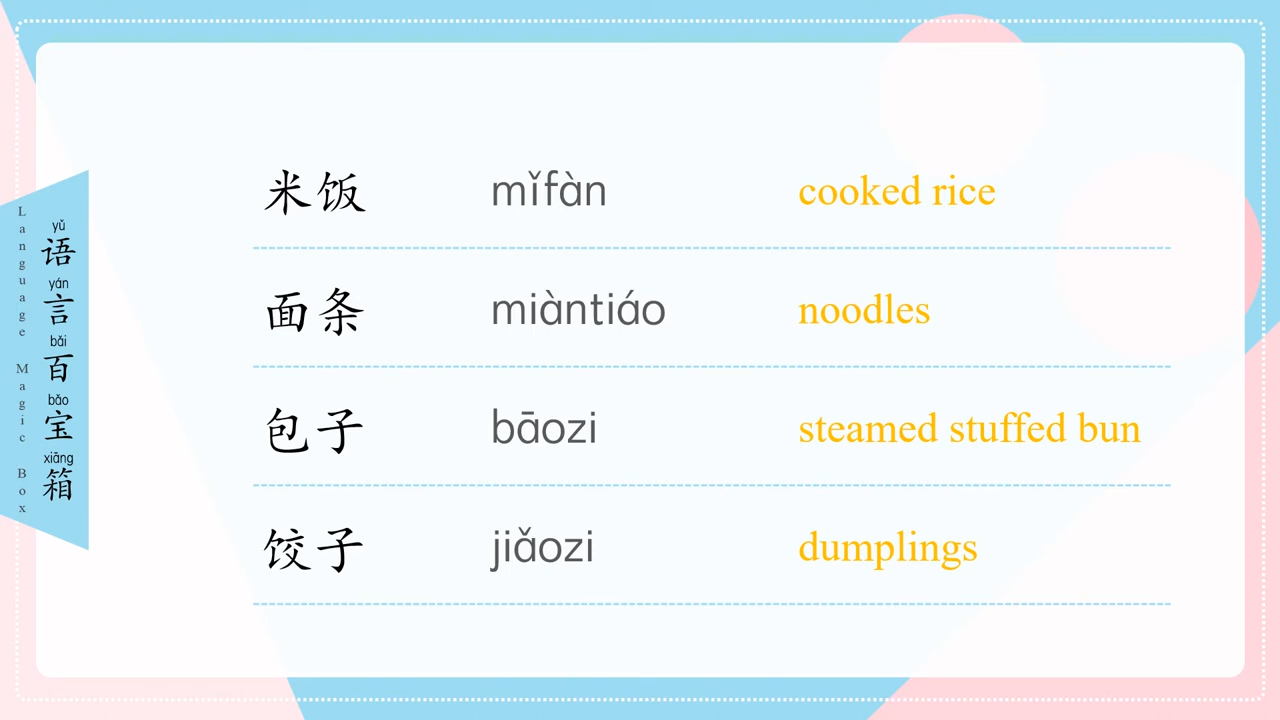 Language Magic Box
yǔ yán bǎi bǎo xiāng
语言百宝箱
米饭 mǐfàn cooked rice
面条 miàntiáo noodles
包子 bāozi steamed stuffed bun
饺子 jiǎozi dumplings